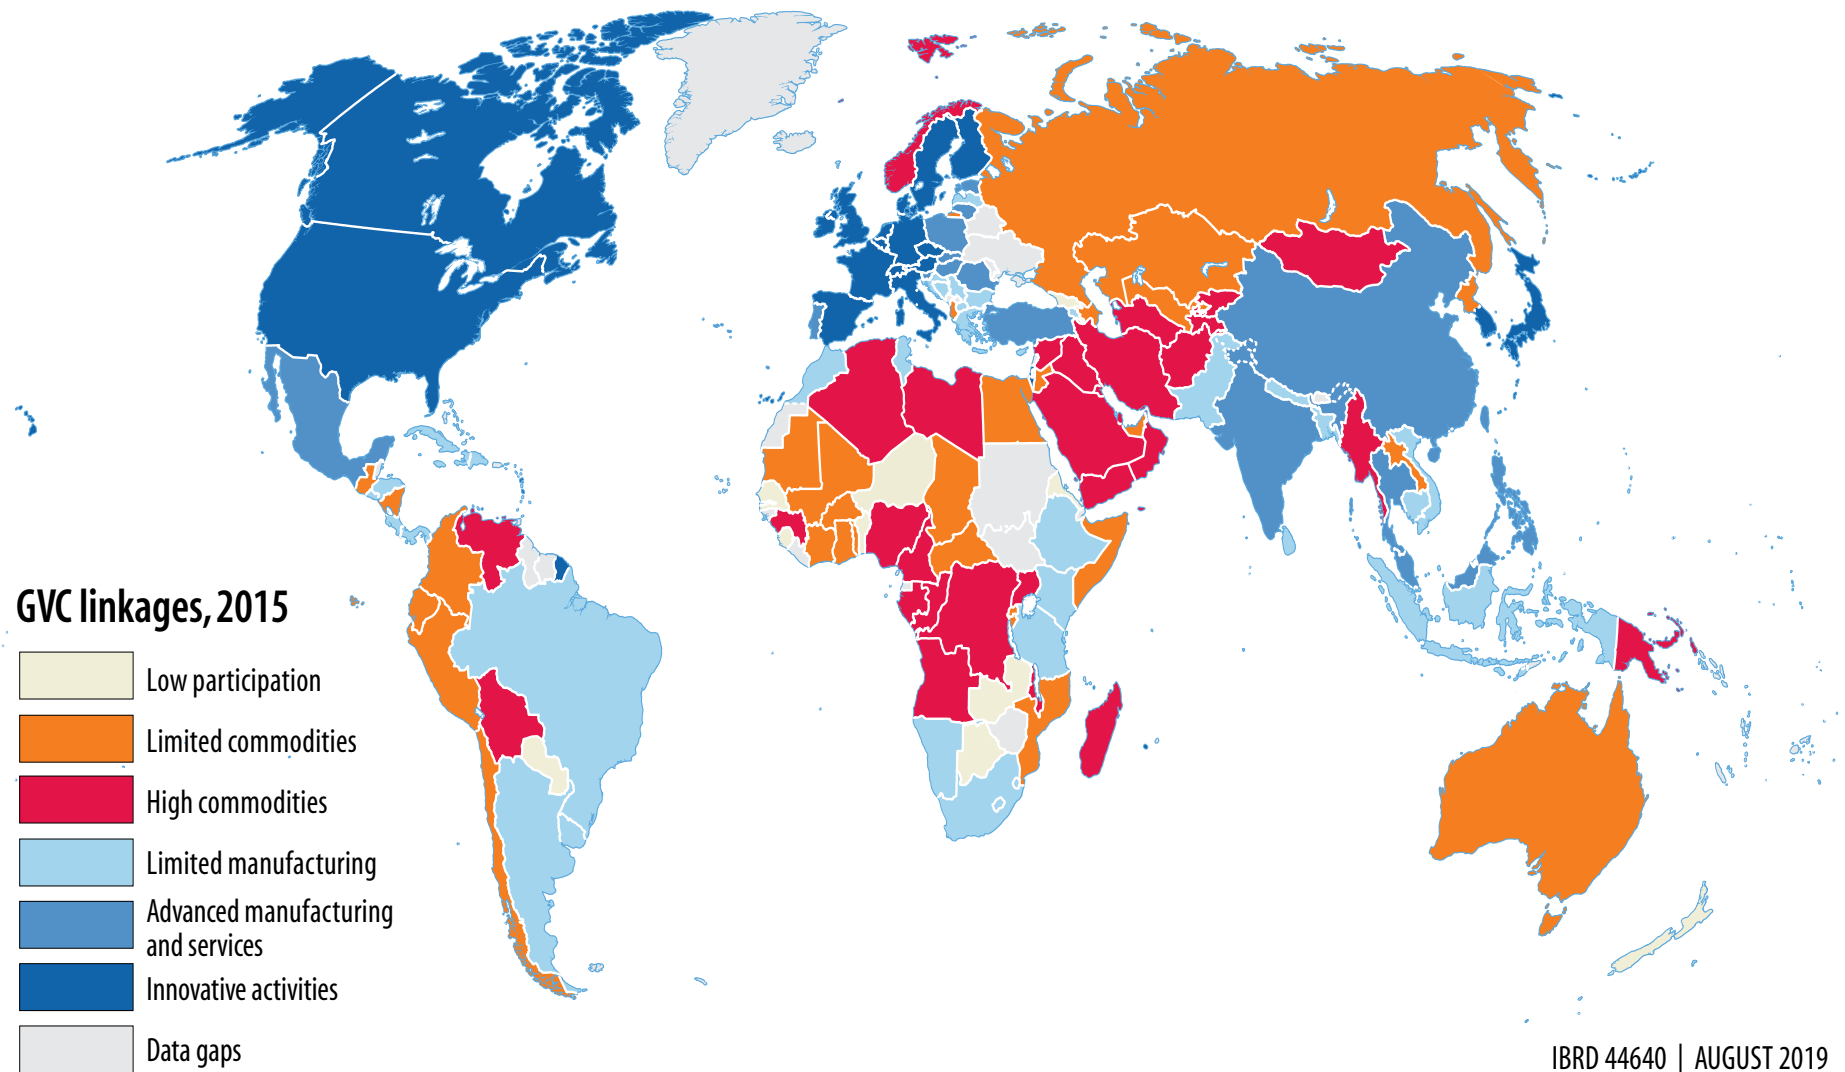 GVC linkages, 2015
Low participation
Limited commodities
High commodities
Limited manufacturing
Advanced manufacturing
and services
Innovative activities
Data gaps
IBRD 44640 | AUGUST 2019